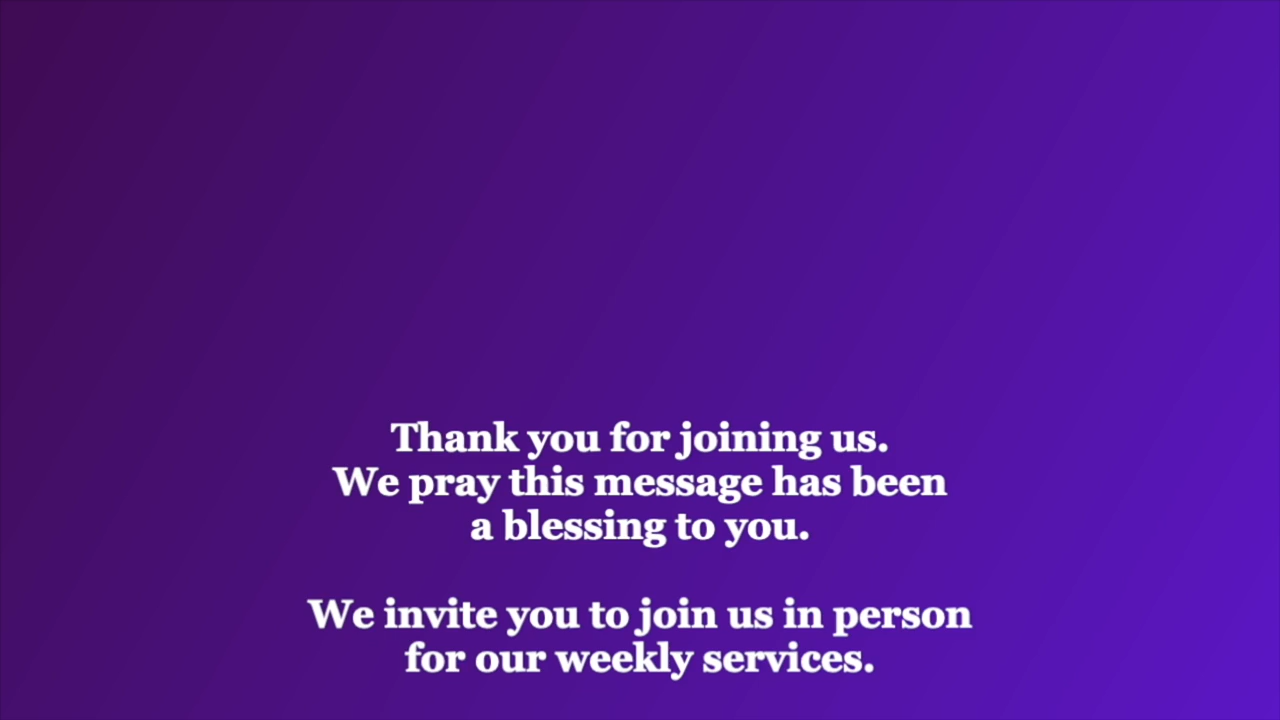 Thank you for joining us.
We pray this message has been
a blessing to you.
We invite you to join us in person
for our weekly services.